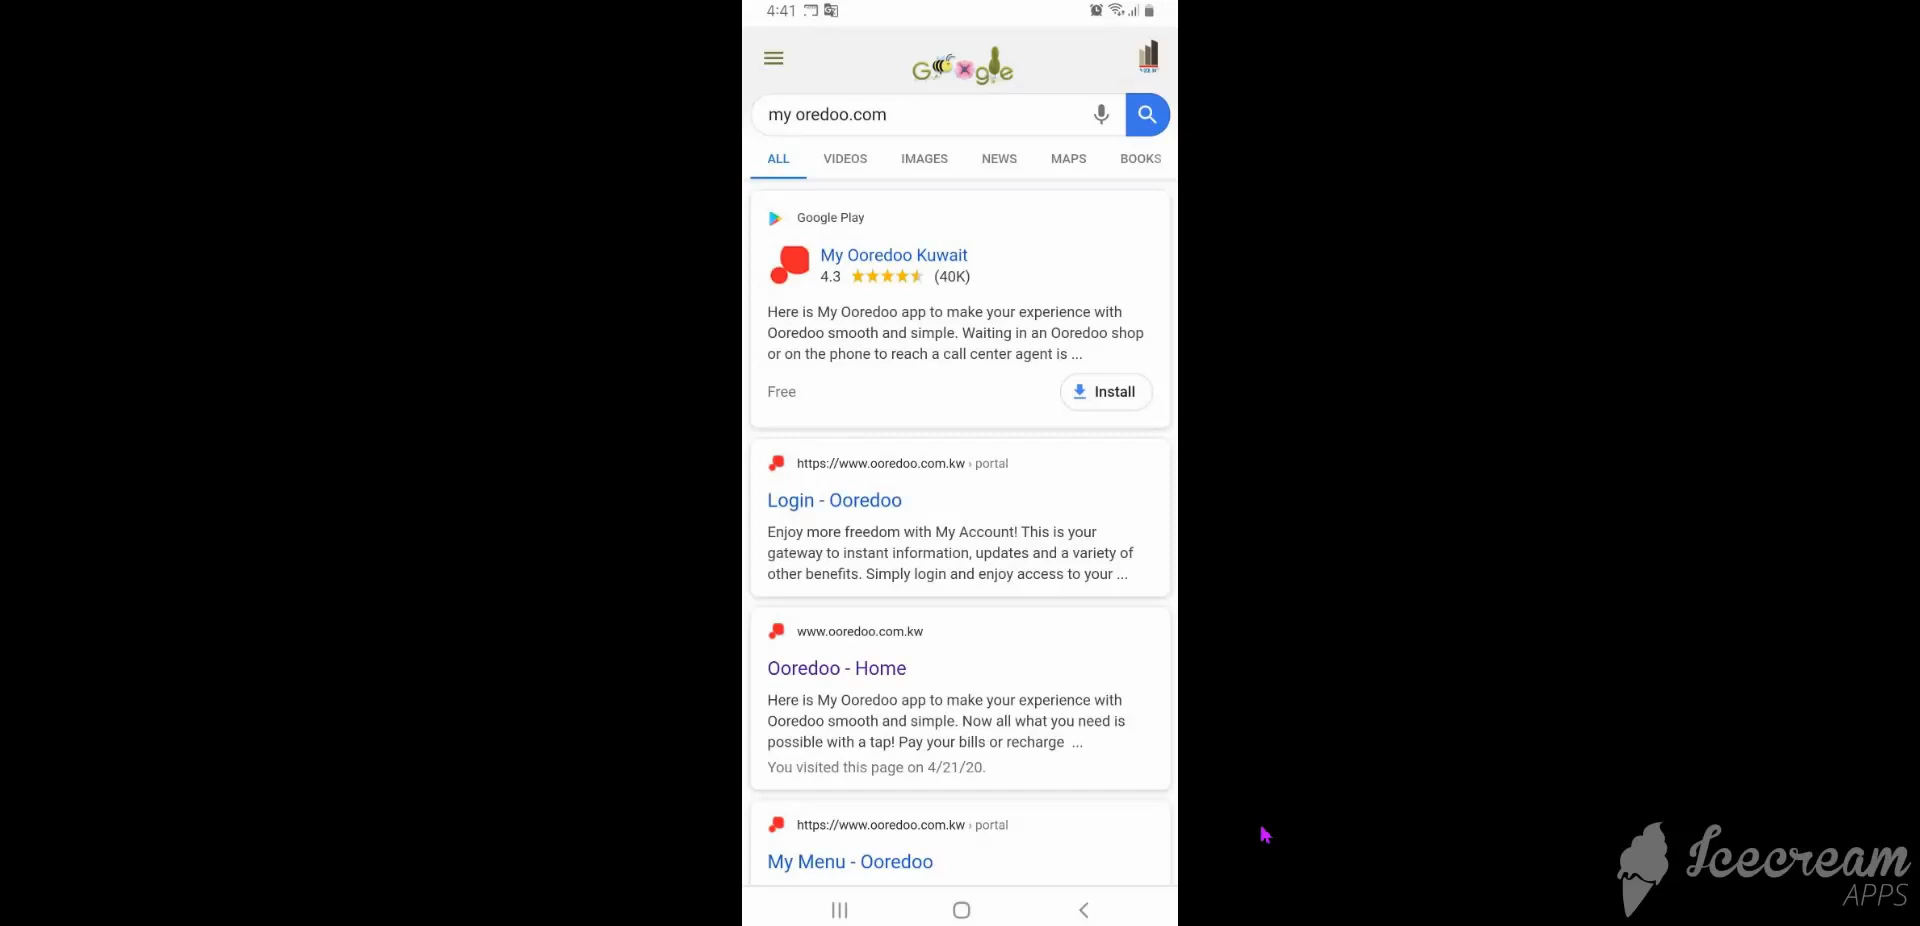 4:41
Google
my oredoo.com
ALL VIDEOS IMAGES NEWS MAPS BOOKS
Google Play
My Ooredoo Kuwait
4.3 (40K)
Here is My Ooredoo app to make your experience with
Ooredoo smooth and simple. Waiting in an Ooredoo shop
or on the phone to reach a call center agent is ...
Free Install
https://www.ooredoo.com.kw › portal
Login - Ooredoo
Enjoy more freedom with My Account! This is your
gateway to instant information, updates and a variety of
other benefits. Simply login and enjoy access to your ...
www.ooredoo.com.kw
Ooredoo - Home
Here is My Ooredoo app to make your experience with
Ooredoo smooth and simple. Now all what you need is
possible with a tap! Pay your bills or recharge ...
You visited this page on 4/21/20.
https://www.ooredoo.com.kw › portal
My Menu - Ooredoo
Icecream
APPS